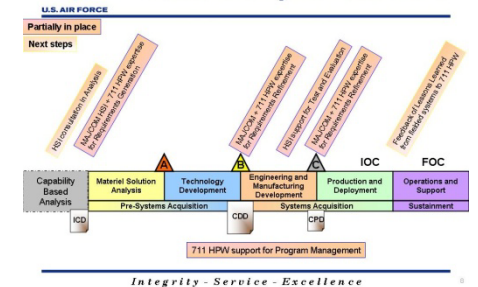 U.S. AIR FORCE
Partially in place
Next steps
HSI consultation in Analysis
MAJCOM HSI + 711 HPW expertise
for Requirements Generation
MAJCOM + 711 HPW expertise
for Requirements Refinement
HSI support for Test and Evaluation
MAJCOM + 711 HPW expertise
for Requirements Refinement
Feedback of Lessons Learned
from fielded systems to 711 HPW
A
B
C
IOC
FOC
Capability
Based
Analysis
Materiel Solution
Analysis
Technology
Development
Engineering and
Manufacturing
Development
Production and
Deployment
Operations and
Support
Pre-Systems Acquisition
Systems Acquisition
Sustainment
ICD
CDD
CPD
711 HPW support for Program Management
Integrity - Service - Excellence